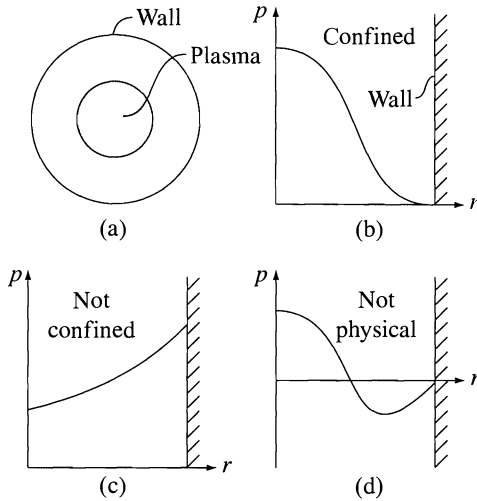 Wall
Plasma
(a)
p
Confined
Wall
r
(b)
p
Not
confined
r
(c)
p
Not
physical
r
(d)